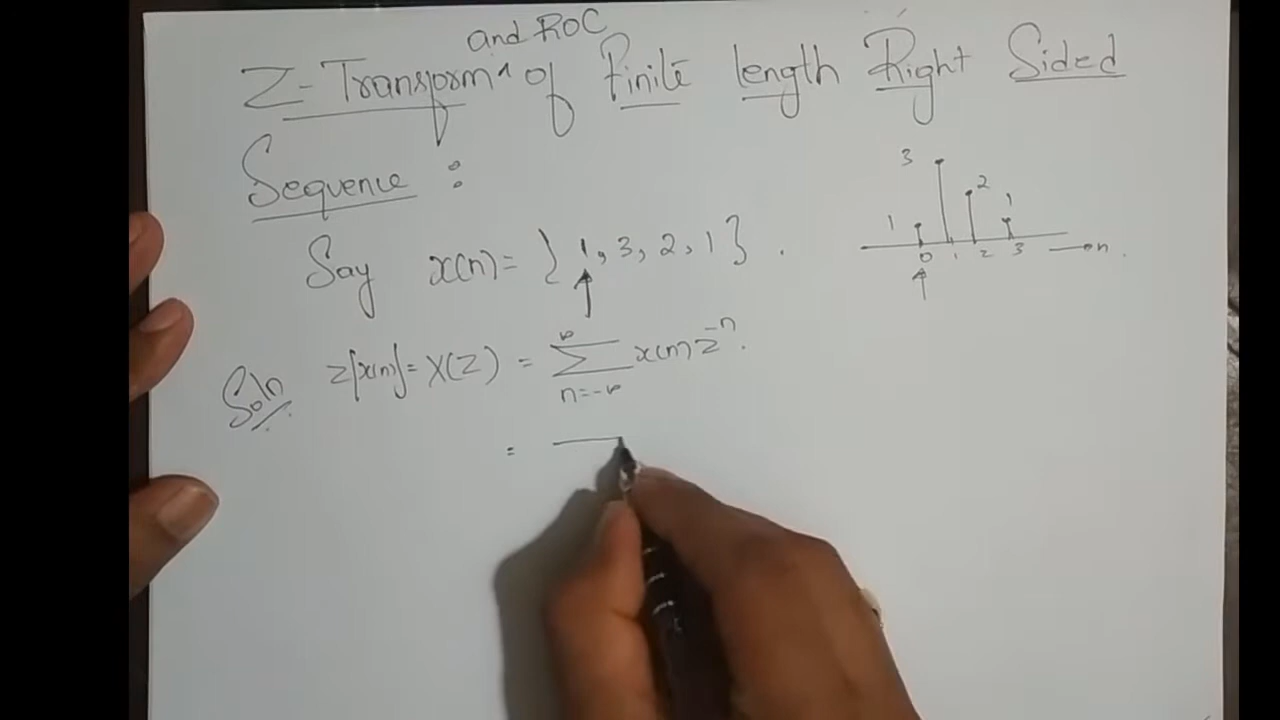 and ROC
Z-Transform ^ of Finite length Right Sided
Sequence :
Say x(n) = { 1, 3, 2, 1 } .
↑
3
2
1
1
0 1 2 3 → n .
↑
Soln Z[x(n)] = X(Z) = ∞ Σ n=-∞ x(n) Z^-n .
=